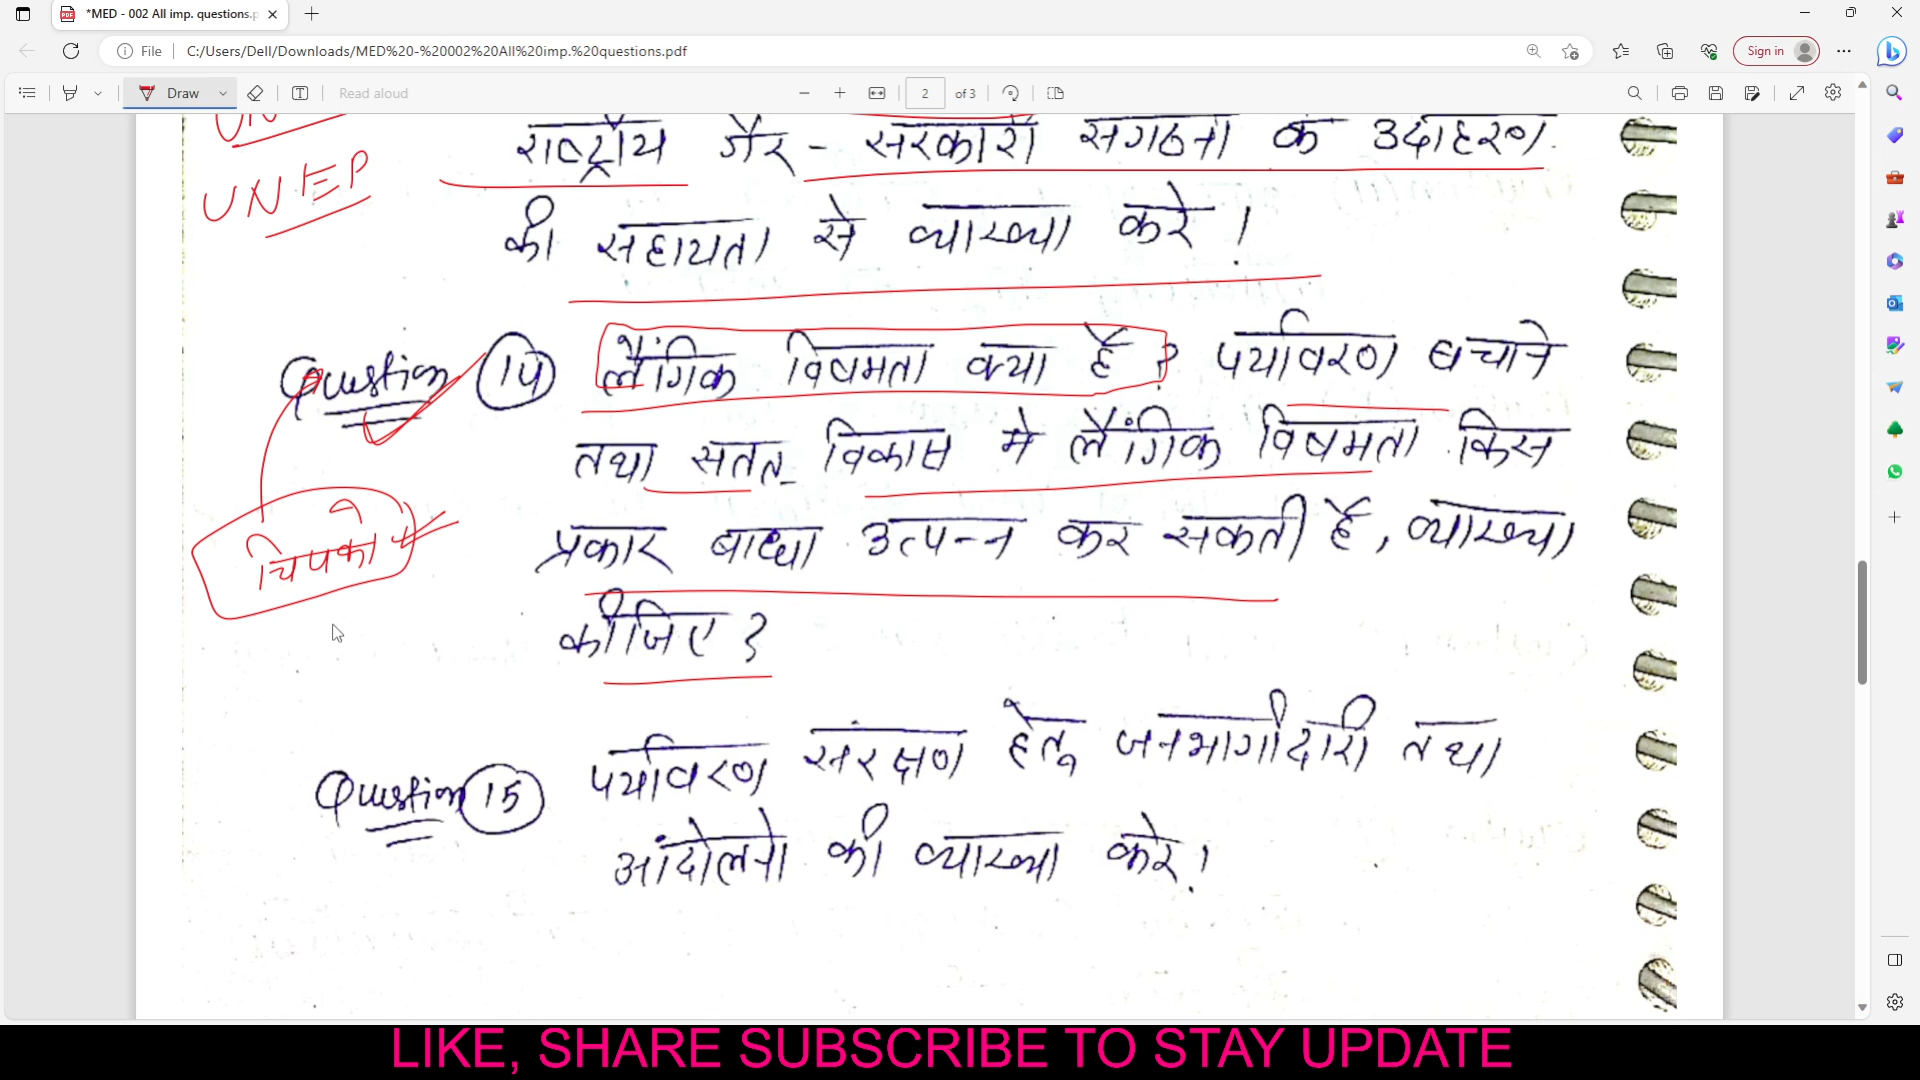 *MED - 002 All imp. questions.p
File
C:/Users/Dell/Downloads/MED%20-%20002%20All%20imp.%20questions.pdf
Sign in
Draw
Read aloud
2
of 3
राष्ट्रीय गैर - सरकारी संगठनों के उदाहरण
UNEP
की सहायता से व्याख्या करे!
Question 14 लैंगिक विषमता क्या है? पर्यावरण बचाने
तथा सतत विकास मे लैंगिक विषमता किस
चिपको
प्रकार बाधा उत्पन्न कर सकती है, व्याख्या
कीजिए?
Question 15 पर्यावरण संरक्षण हेतु जनभागीदारी तथा
आंदोलनो की व्याख्या करे!
LIKE, SHARE SUBSCRIBE TO STAY UPDATE